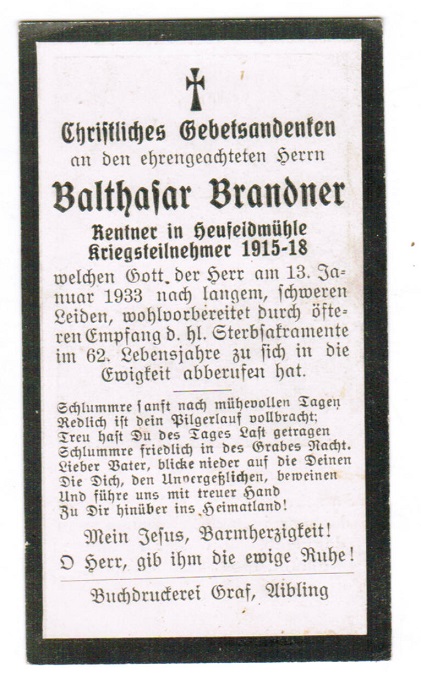 Chriſtliches Gebetsandenken
an den ehrengeachteten Herrn
Balthaſar Brandner
Rentner in Heufeldmühle
Kriegsteilnehmer 1915-18
welchen Gott der Herr am 13. Ja-
nuar 1933 nach langem, ſchweren
Leiden, wohlvorbereitet durch öfte-
ren Empfang d. hl. Sterbſakramente
im 62. Lebensjahre zu ſich in die
Ewigkeit abberufen hat.
Schlummre ſanft nach mühevollen Tagen
Redlich iſt dein Pilgerlauf vollbracht;
Treu haſt Du des Tages Laſt getragen
Schlummre friedlich in des Grabes Nacht.
Lieber Vater, blicke nieder auf die Deinen
Die Dich, den Unvergeßlichen, beweinen
Und führe uns mit treuer Hand
Zu Dir hinüber ins Heimatland!
Mein Jeſus, Barmherzigkeit!
O Herr, gib ihm die ewige Ruhe!
Buchdruckerei Graf, Aibling